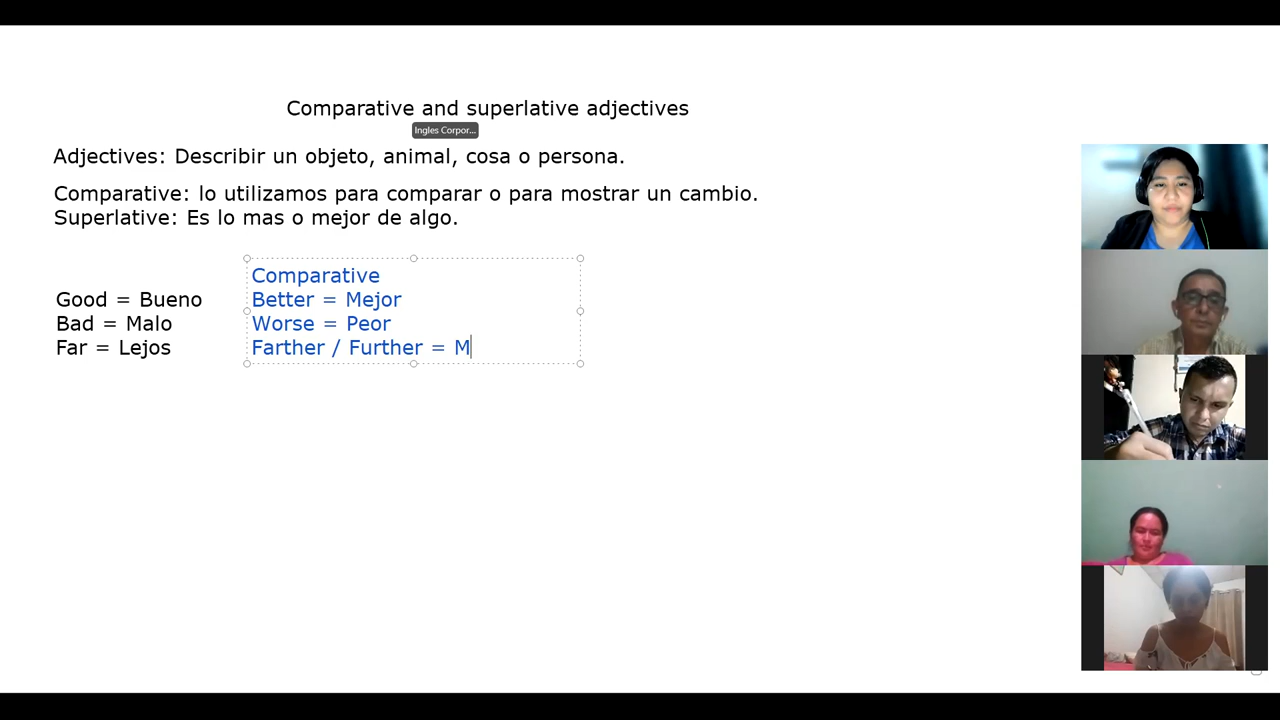 Comparative and superlative adjectives
Ingles Corpor...
Adjectives: Describir un objeto, animal, cosa o persona.
Comparative: lo utilizamos para comparar o para mostrar un cambio.
Superlative: Es lo mas o mejor de algo.
Comparative
Good = Bueno Better = Mejor
Bad = Malo Worse = Peor
Far = Lejos Farther / Further = M